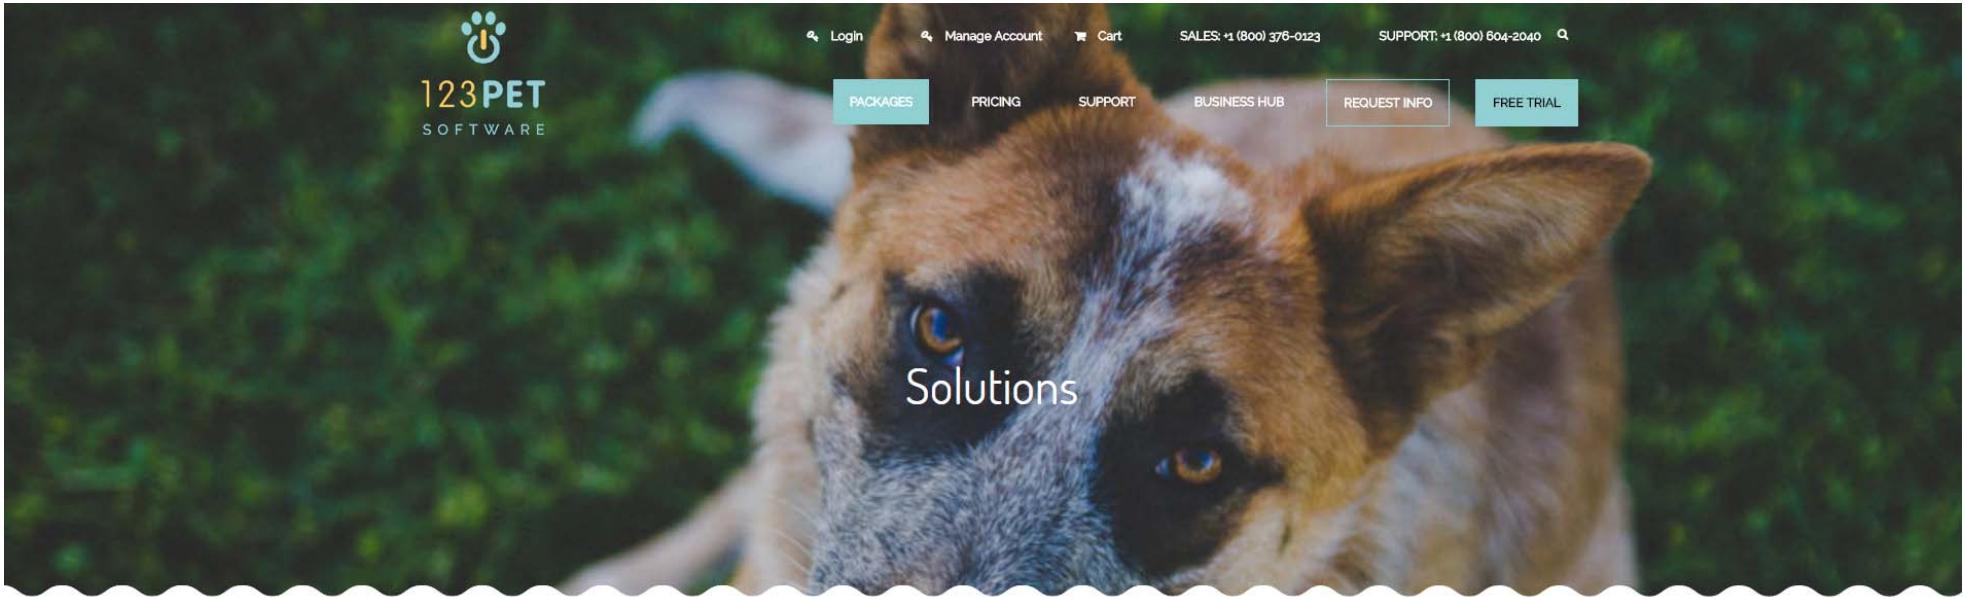 Login Manage Account Cart SALES: +1 (800) 376-0123 SUPPORT: +1 (800) 604-2040
123PET
SOFTWARE
PACKAGES PRICING SUPPORT BUSINESS HUB REQUEST INFO FREE TRIAL
Solutions